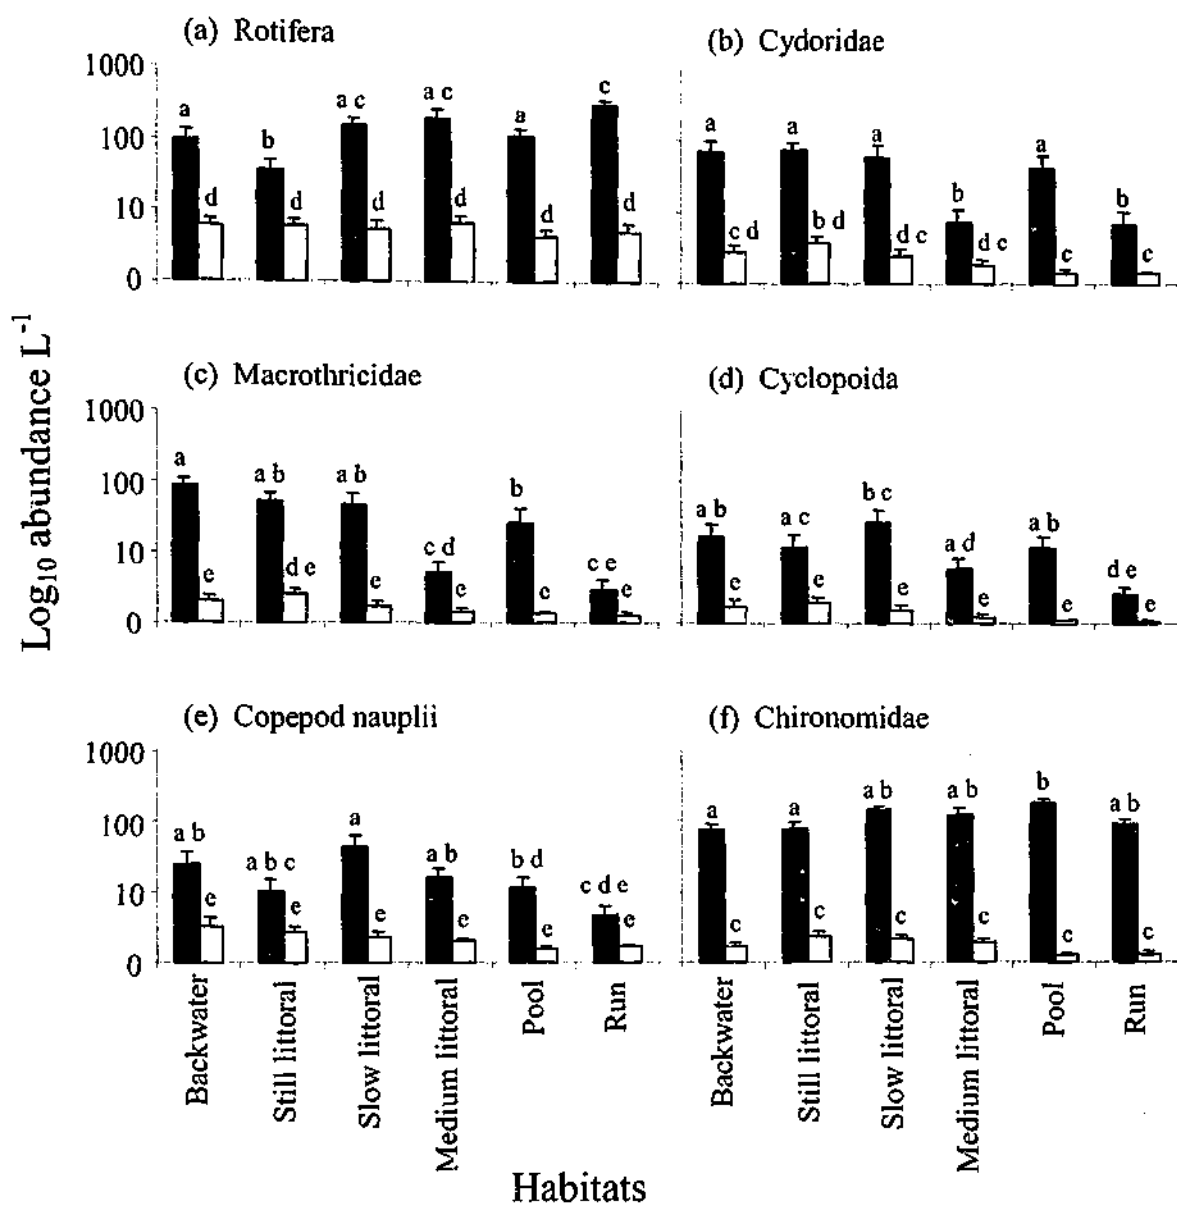 (a) Rotifera
(b) Cydoridae
1000
100
10
0
a
b
a c
a c
a
c
d
d
d
d
d
d
a
a
a
b
a
b
c d
b d
d c
d c
c
c
(c) Macrothricidae
(d) Cyclopoida
1000
100
10
0
a
a b
a b
c d
b
c e
e
d e
e
e
e
e
a b
a c
b c
a d
a b
d e
e
e
e
e
e
e
(e) Copepod nauplii
(f) Chironomidae
1000
100
10
0
a b
a b c
a
a b
b d
c d e
e
e
e
e
e
e
a
a
a b
a b
b
a b
c
c
c
c
c
c
Log10 abundance L-1
Backwater
Still littoral
Slow littoral
Medium littoral
Pool
Run
Backwater
Still littoral
Slow littoral
Medium littoral
Pool
Run
Habitats